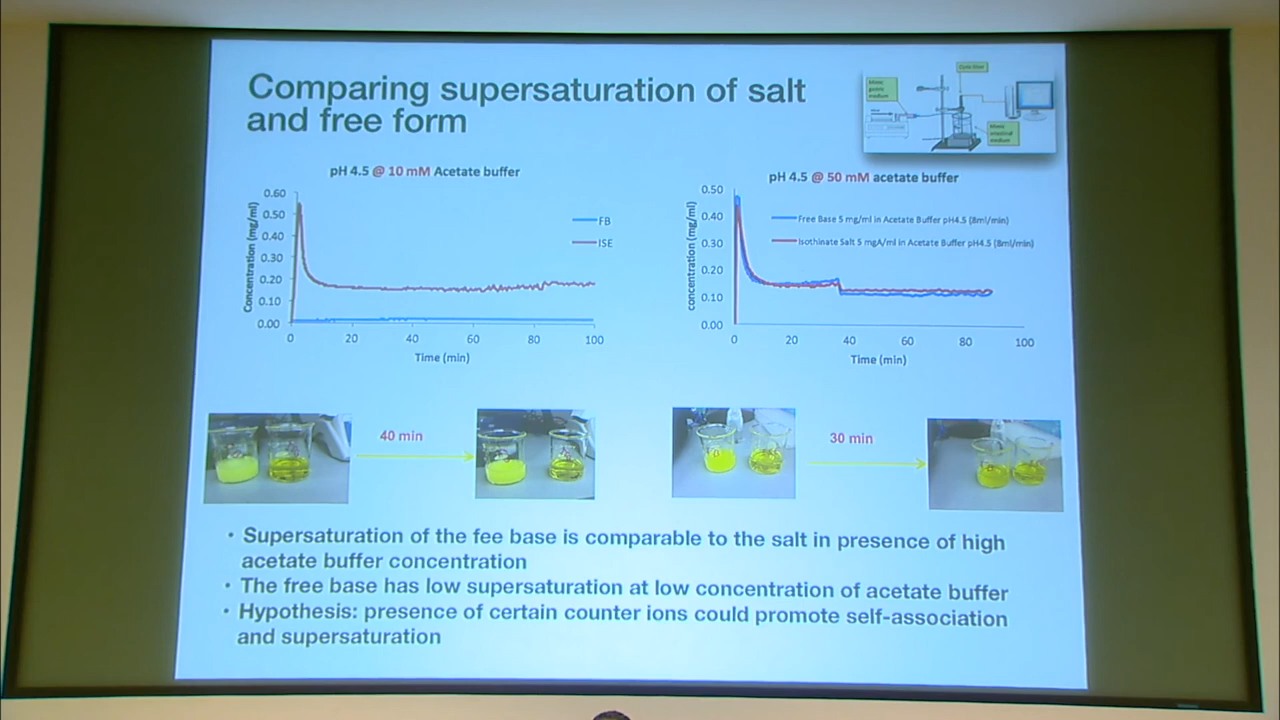 Comparing supersaturation of salt
and free form
Mimic
gastric
medium
Mimic
intestinal
medium
pH 4.5 @ 10 mM Acetate buffer
Concentration (mg/ml)
0.60
0.50
0.40
0.30
0.20
0.10
0.00
FB
ISE
0 20 40 60 80 100
Time (min)
pH 4.5 @ 50 mM acetate buffer
concentration (mg/ml)
0.50
0.40
0.30
0.20
0.10
0.00
Free Base 5 mg/ml in Acetate Buffer pH4.5 (8ml/min)
Isothinate Salt 5 mgA/ml in Acetate Buffer pH4.5 (8ml/min)
0 20 40 60 80 100
Time (min)
40 min
30 min
• Supersaturation of the fee base is comparable to the salt in presence of high
acetate buffer concentration
• The free base has low supersaturation at low concentration of acetate buffer
• Hypothesis: presence of certain counter ions could promote self-association
and supersaturation